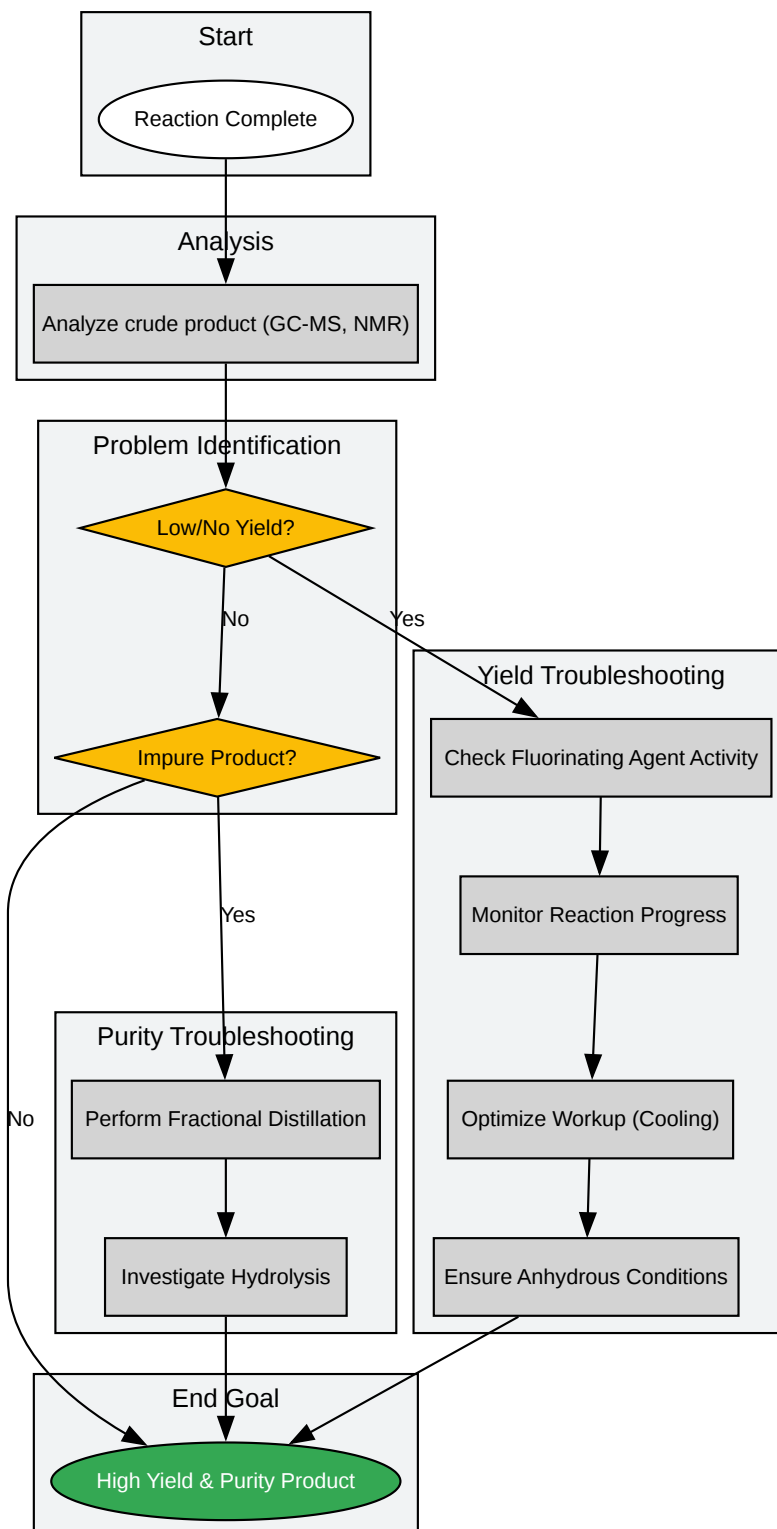 Start
Reaction Complete
Analysis
Analyze crude product (GC-MS, NMR)
Problem Identification
Low/No Yield?
No
Yes
Yield Troubleshooting
Check Fluorinating Agent Activity
Impure Product?
Monitor Reaction Progress
Yes
No
Purity Troubleshooting
Perform Fractional Distillation
Optimize Workup (Cooling)
Investigate Hydrolysis
Ensure Anhydrous Conditions
End Goal
High Yield & Purity Product